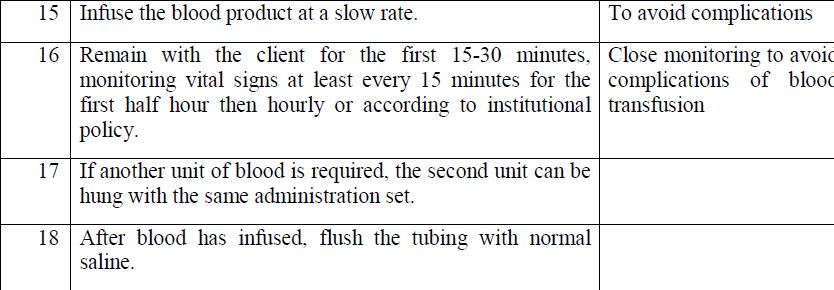 15 Infuse the blood product at a slow rate. To avoid complications
16 Remain with the client for the first 15-30 minutes, Close monitoring to avoid
monitoring vital signs at least every 15 minutes for the complications of blood
first half hour then hourly or according to institutional transfusion
policy.
17 If another unit of blood is required, the second unit can be
hung with the same administration set.
18 After blood has infused, flush the tubing with normal
saline.